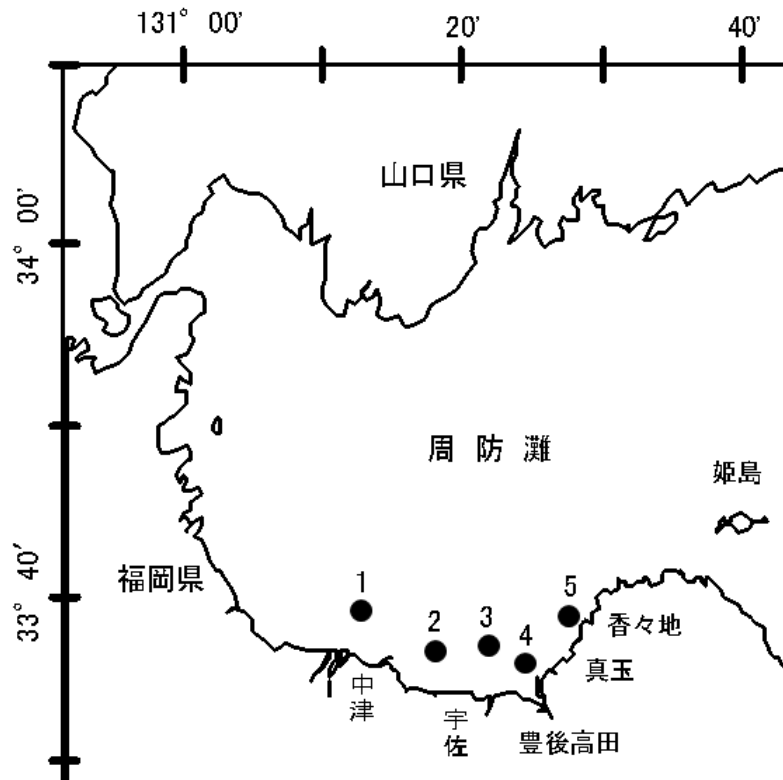 131° 00′
20′
40′
34° 00′
山口県
周防灘
姫島
33° 40′
福岡県
1
2
3
4
5
香々地
真玉
中津
宇佐
豊後高田